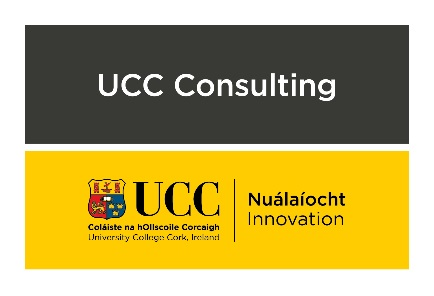 UCC Consulting
UCC
Coláiste na hOllscoile Corcaigh
University College Cork, Ireland
Nuálaíocht
Innovation